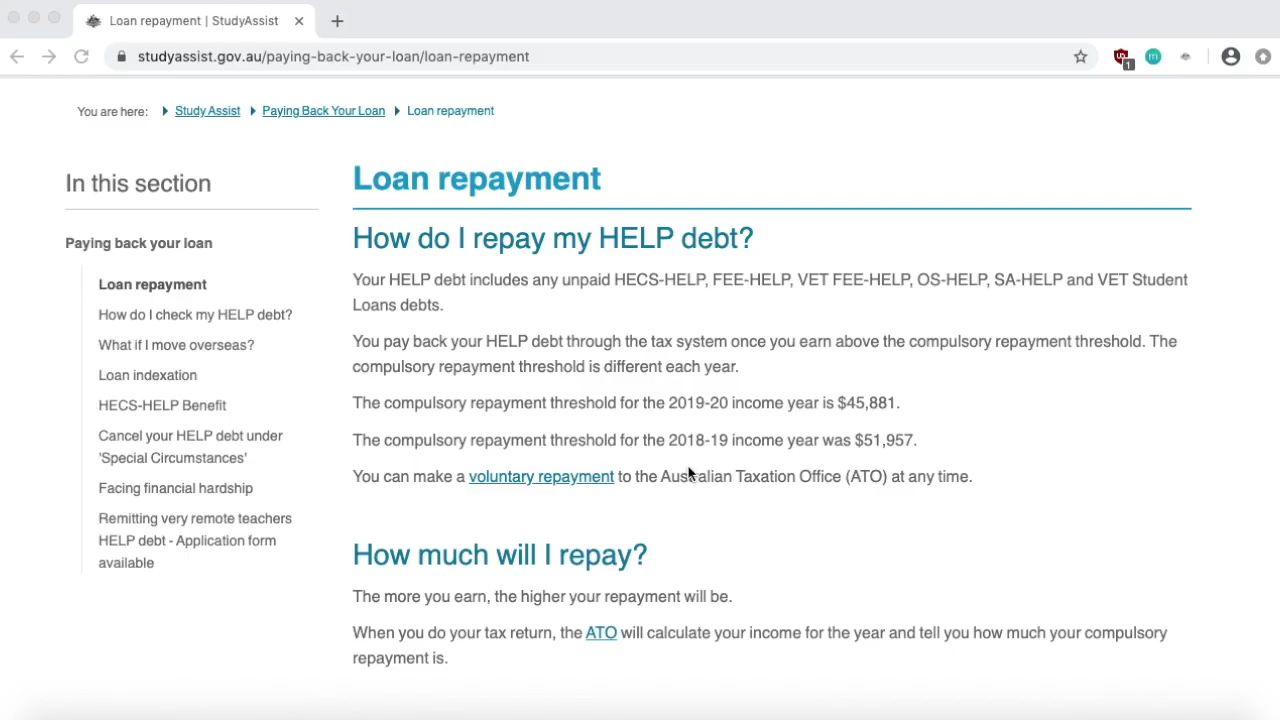 Loan repayment | StudyAssist
studyassist.gov.au/paying-back-your-loan/loan-repayment
1
m
You are here:
Study Assist
Paying Back Your Loan
Loan repayment
In this section
Paying back your loan
Loan repayment
How do I check my HELP debt?
What if I move overseas?
Loan indexation
HECS-HELP Benefit
Cancel your HELP debt under
'Special Circumstances'
Facing financial hardship
Remitting very remote teachers
HELP debt - Application form
available
Loan repayment
How do I repay my HELP debt?
Your HELP debt includes any unpaid HECS-HELP, FEE-HELP, VET FEE-HELP, OS-HELP, SA-HELP and VET Student
Loans debts.
You pay back your HELP debt through the tax system once you earn above the compulsory repayment threshold. The
compulsory repayment threshold is different each year.
The compulsory repayment threshold for the 2019-20 income year is $45,881.
The compulsory repayment threshold for the 2018-19 income year was $51,957.
You can make a voluntary repayment to the Australian Taxation Office (ATO) at any time.
How much will I repay?
The more you earn, the higher your repayment will be.
When you do your tax return, the ATO will calculate your income for the year and tell you how much your compulsory
repayment is.